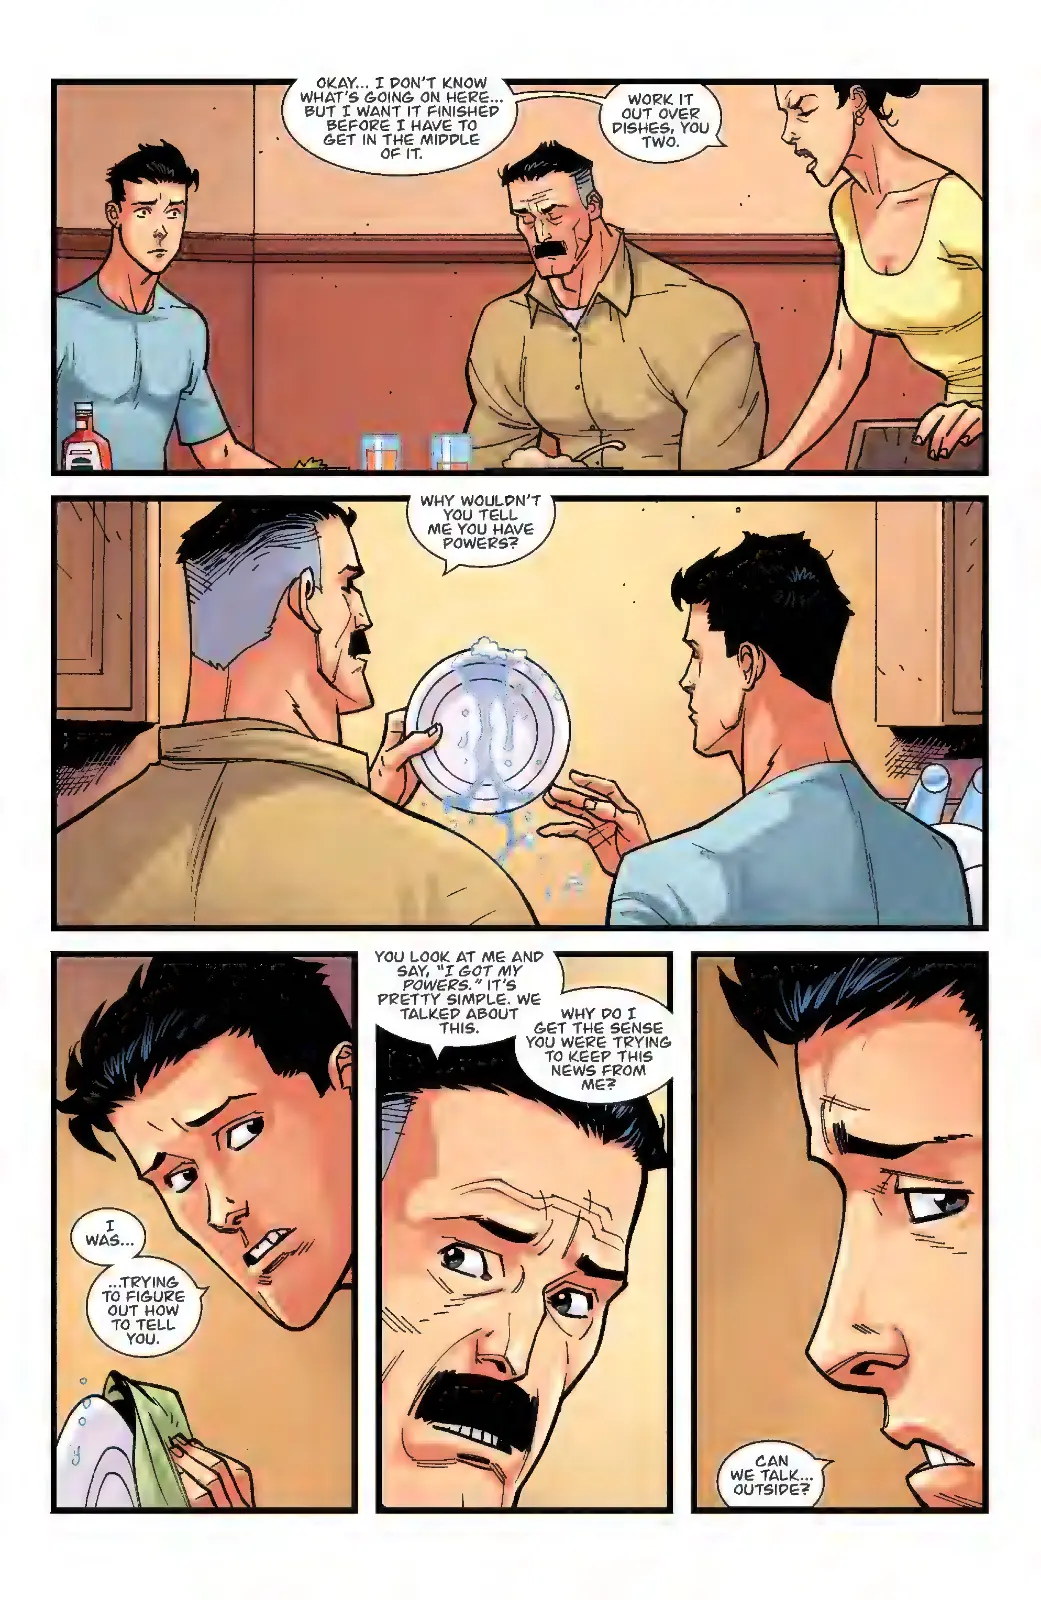 OKAY... I DON'T KNOW
WHAT'S GOING ON HERE...
BUT I WANT IT FINISHED
BEFORE I HAVE TO
GET IN THE MIDDLE
OF IT.
WORK IT
OUT OVER
DISHES, YOU
TWO.
WHY WOULDN'T
YOU TELL
ME YOU HAVE
POWERS?
I
WAS...
...TRYING
TO FIGURE
OUT HOW
TO TELL
YOU.
YOU LOOK AT ME AND
SAY, "I GOT MY
POWERS." IT'S
PRETTY SIMPLE. WE
TALKED ABOUT
THIS.
WHY DO I
GET THE SENSE
YOU WERE TRYING
TO KEEP THIS
NEWS FROM
ME?
CAN
WE TALK...
OUTSIDE?